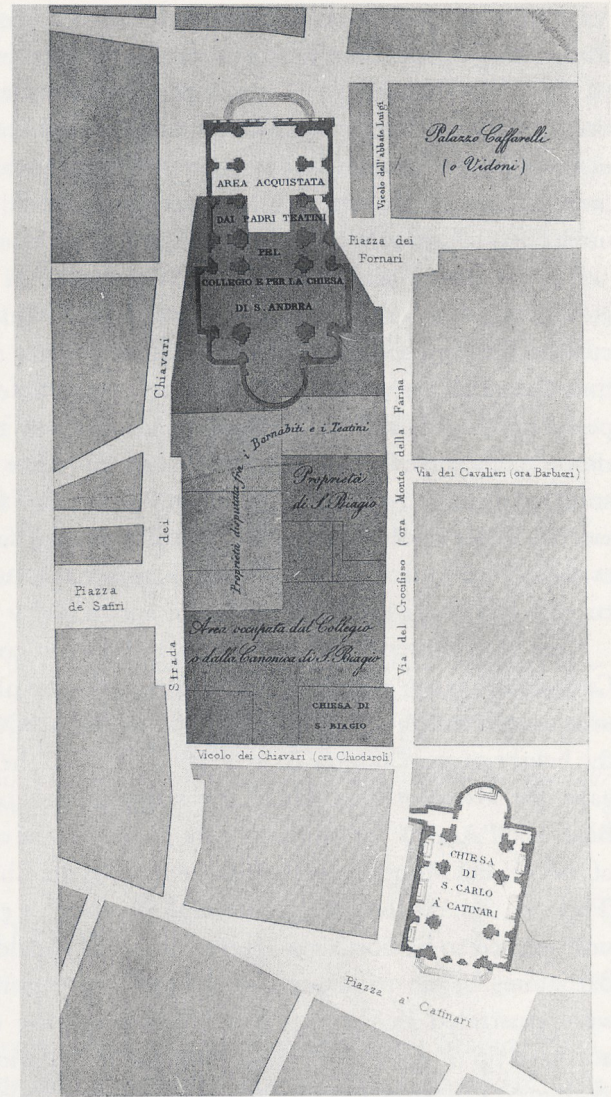 Palazzo Caffarelli
(o Vidoni)
Vicolo dell'abbate Luigi
AREA ACQUISTATA
DAI PADRI TEATINI
PEL
COLLEGIO E PER LA CHIESA
DI S. ANDREA
Piazza dei
Fornari
Strada dei Chiavari
Proprietà disputata fra i Barnabiti e i Teatini
Proprietà
di S. Biagio
Via del Crocifisso (ora Monte della Farina)
Via dei Cavalieri (ora Barbieri)
Piazza
de' Safiri
Area occupata dal Collegio
o dalla Canonica di S. Biagio
CHIESA DI
S. BIAGIO
Vicolo dei Chiavari (ora Chiodaroli)
CHIESA
DI
S. CARLO
A' CATINARI
Piazza a' Catinari